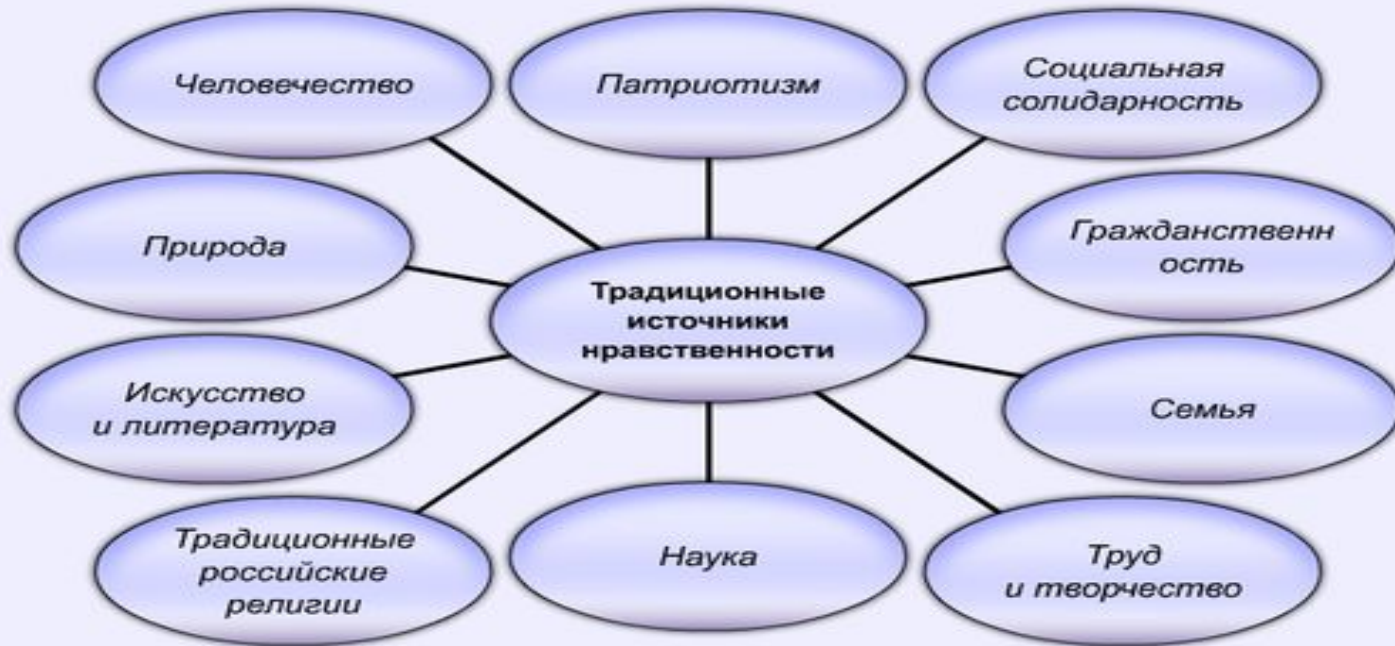 Человечество
Патриотизм
Социальная
солидарность
Природа
Гражданственн
ость
Традиционные
источники
нравственности
Искусство
и литература
Семья
Традиционные
российские
религии
Наука
Труд
и творчество